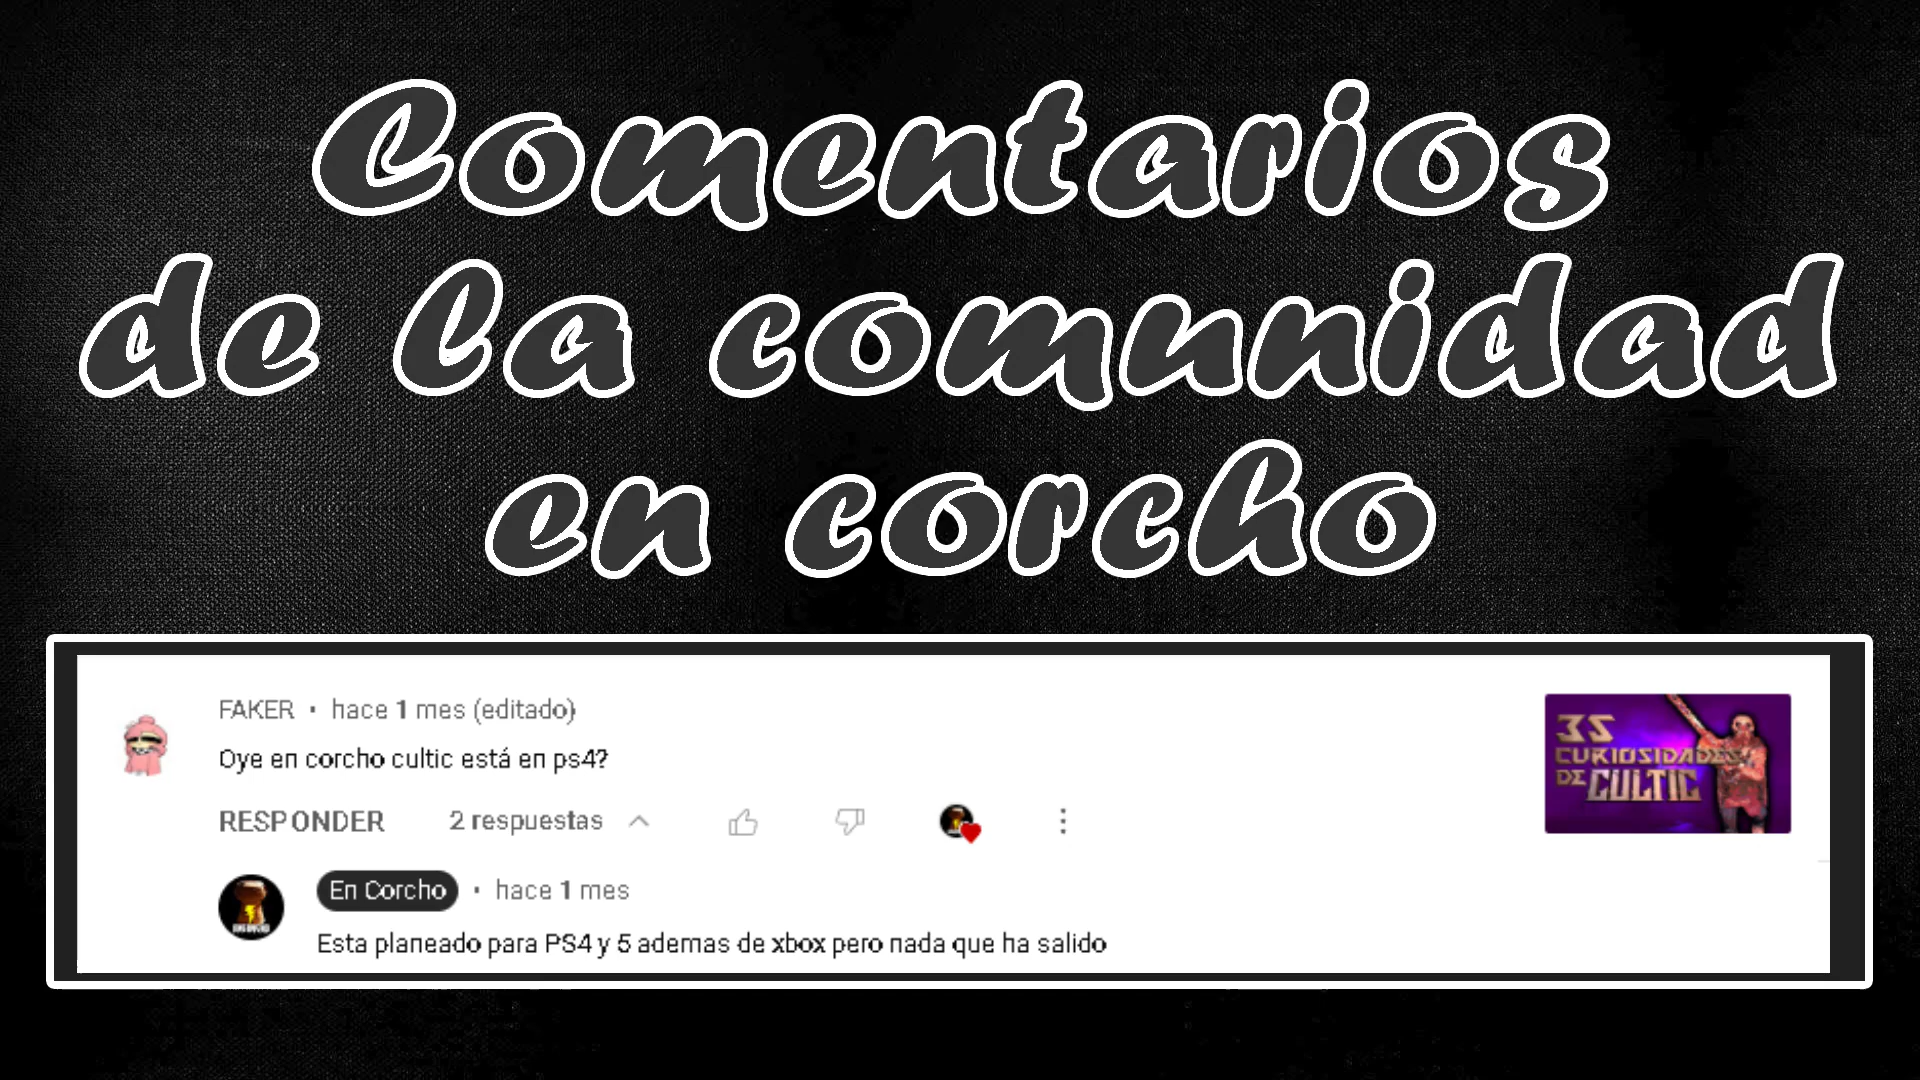 Comentarios
de la comunidad
en corcho
FAKER • hace 1 mes (editado)
Oye en corcho cultic está en ps4?
RESPONDER 2 respuestas
35
CURIOSIDADES
DE CULTIC
En Corcho • hace 1 mes
Esta planeado para PS4 y 5 ademas de xbox pero nada que ha salido